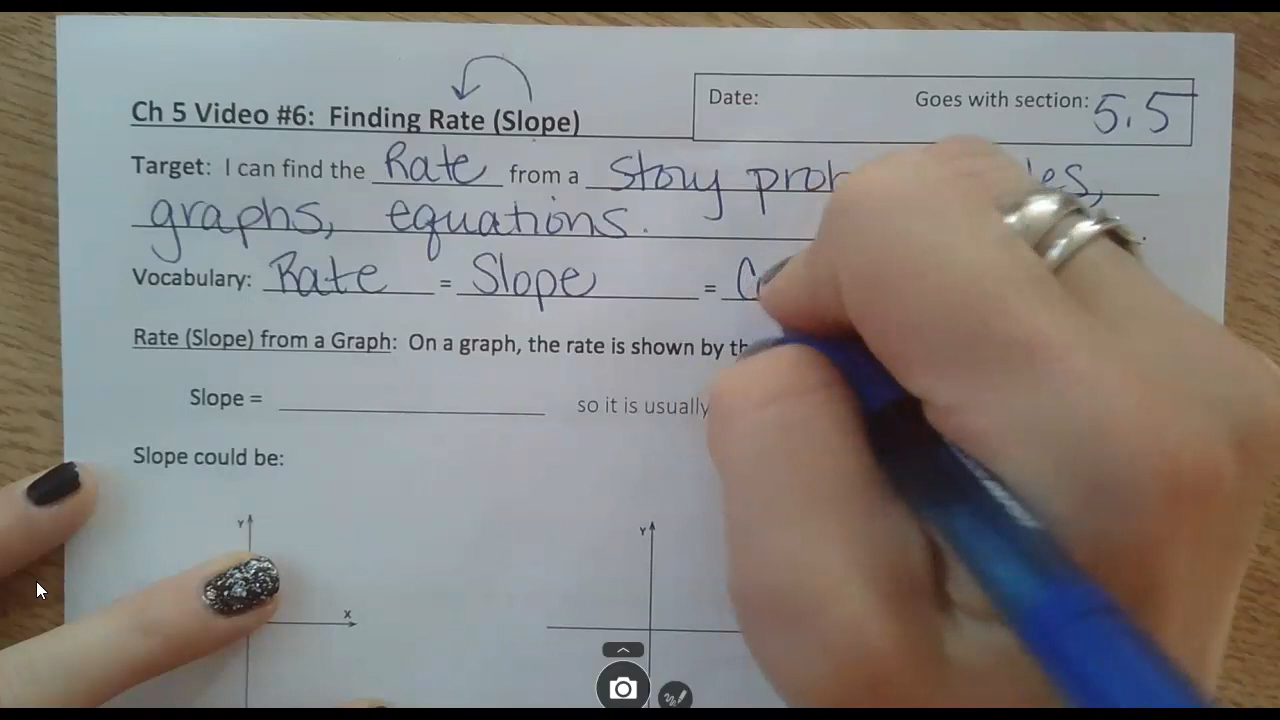 Ch 5 Video #6: Finding Rate (Slope)
Date:
Goes with section: 5.5
Target: I can find the Rate from a Story
graphs, equations.
Vocabulary: Rate = Slope =
Rate (Slope) from a Graph: On a graph, the rate is shown by
Slope = so it is usually
Slope could be:
Y
X
Y